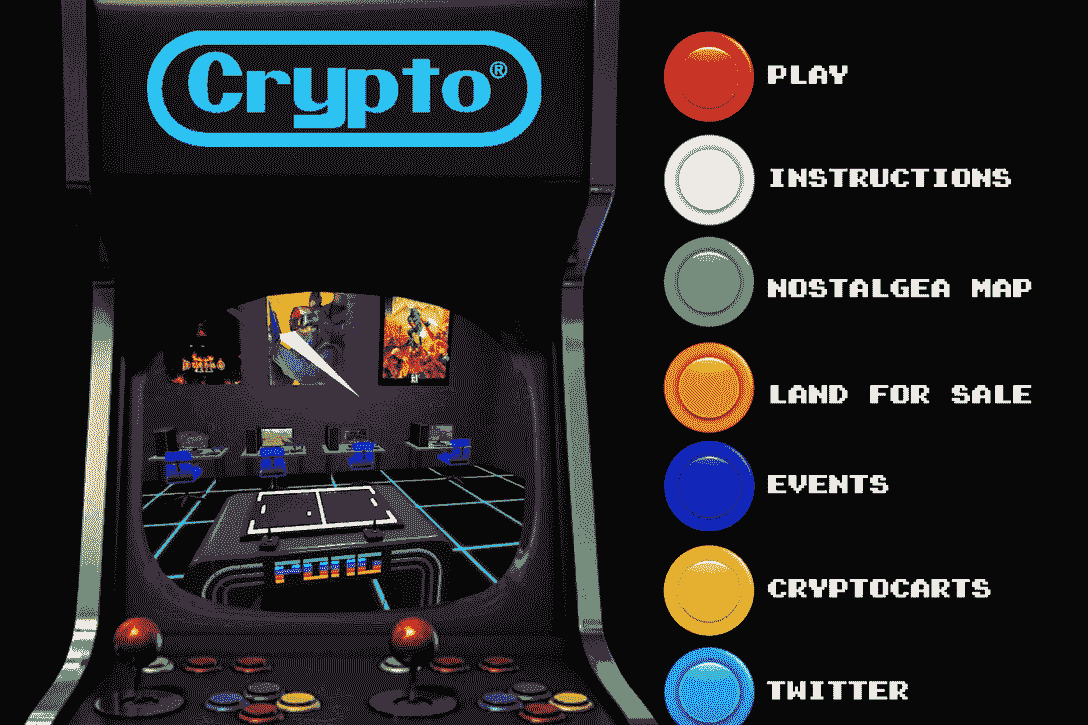 Crypto®
PLAY
INSTRUCTIONS
NOSTALGEA MAP
LAND FOR SALE
EVENTS
CRYPTOCARTS
TWITTER
PONG